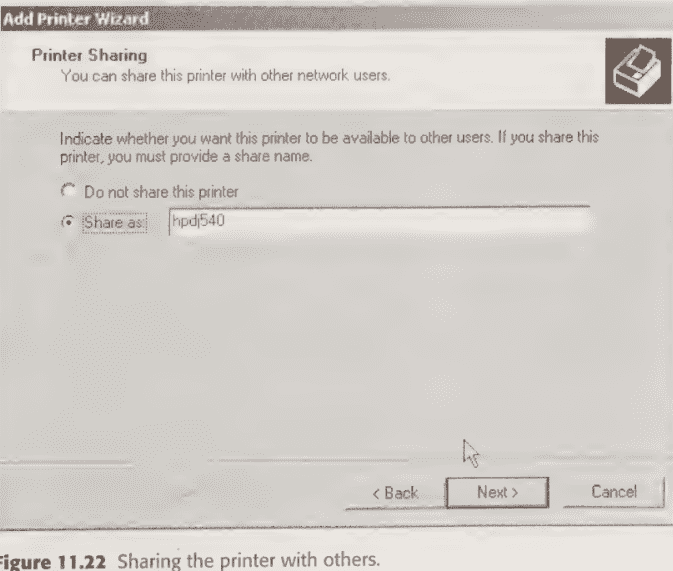 Add Printer Wizard
Printer Sharing
You can share this printer with other network users.
Indicate whether you want this printer to be available to other users. If you share this
printer, you must provide a share name.
Do not share this printer
Share as: hpdj540
< Back Next > Cancel
Figure 11.22 Sharing the printer with others.